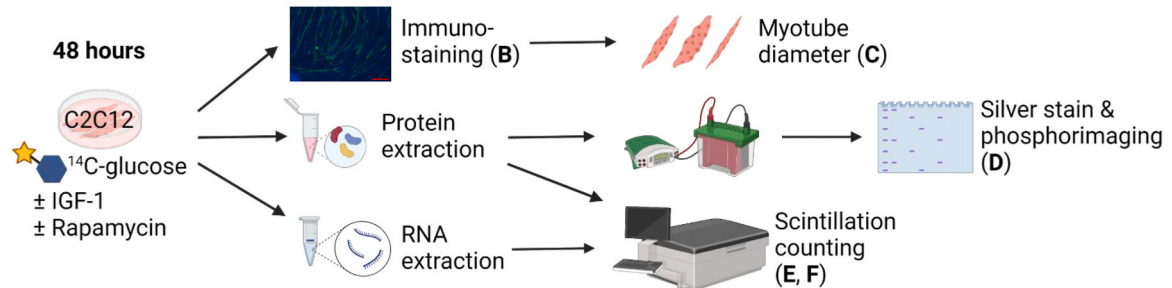 48 hours
C2C12
¹⁴C-glucose
± IGF-1
± Rapamycin
Immuno-
staining (B)
Myotube
diameter (C)
Protein
extraction
Silver stain &
phosphorimaging
(D)
RNA
extraction
Scintillation
counting
(E, F)